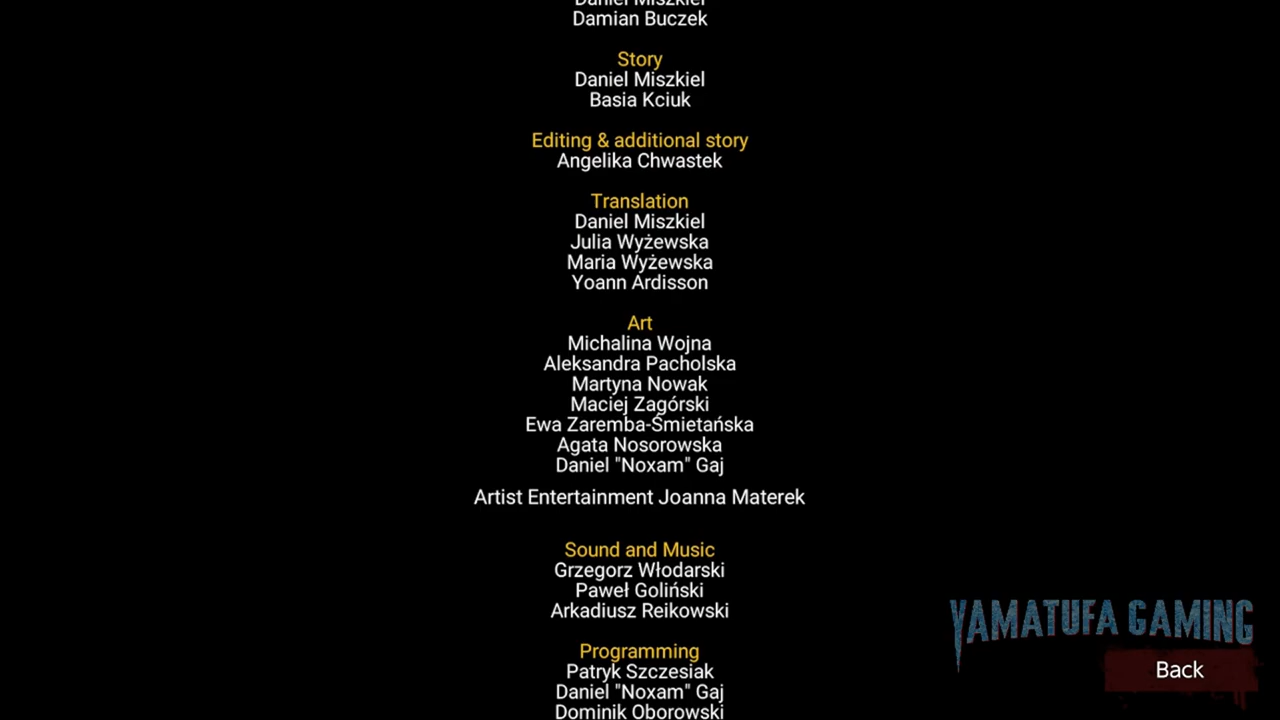 Daniel Miszkiel
Damian Buczek
Story
Daniel Miszkiel
Basia Kciuk
Editing & additional story
Angelika Chwastek
Translation
Daniel Miszkiel
Julia Wyżewska
Maria Wyżewska
Yoann Ardisson
Art
Michalina Wojna
Aleksandra Pacholska
Martyna Nowak
Maciej Zagórski
Ewa Zaremba-Śmietańska
Agata Nosorowska
Daniel "Noxam" Gaj
Artist Entertainment Joanna Materek
Sound and Music
Grzegorz Włodarski
Paweł Goliński
Arkadiusz Reikowski
Programming
Patryk Szczesiak
Daniel "Noxam" Gaj
Dominik Oborowski
YAMATUFA GAMING
Back